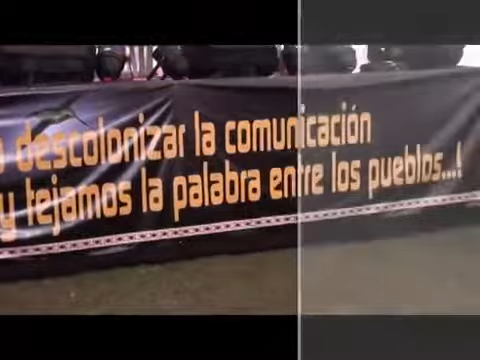 descolonizar la comunicación
y tejamos la palabra entre los pueblos...!